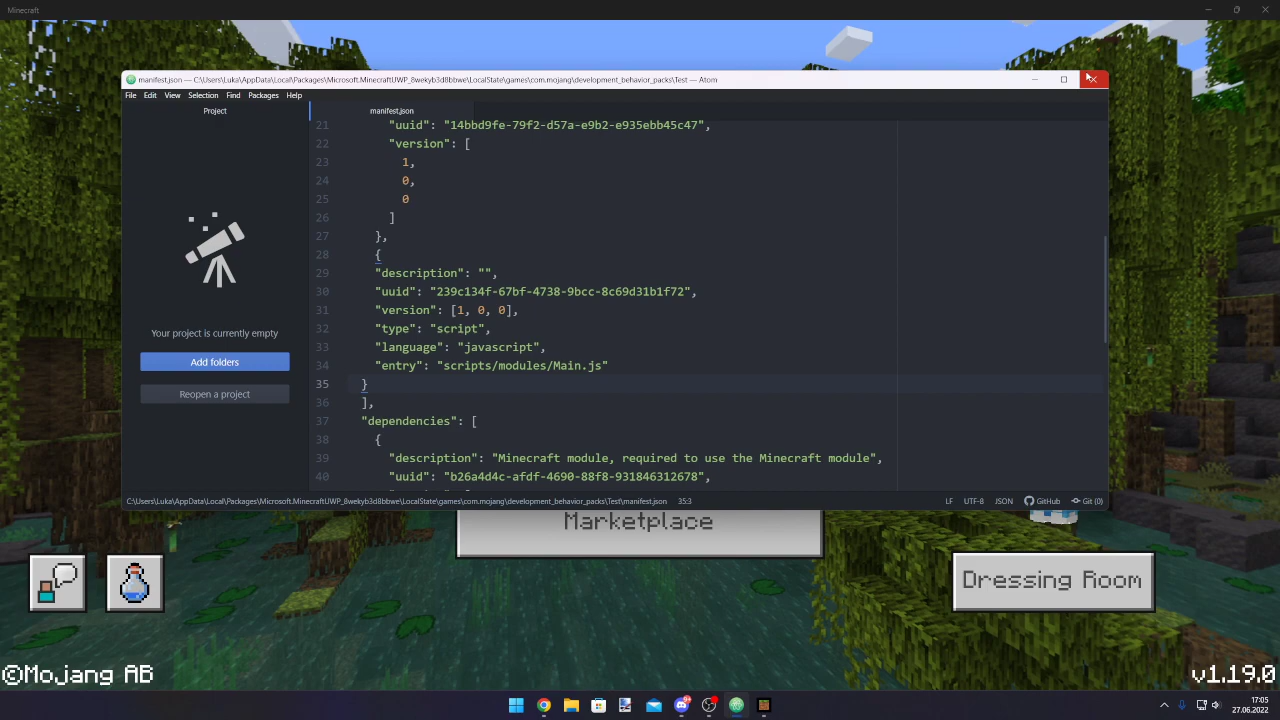 Minecraft
manifest.json — C:\Users\Luka\AppData\Local\Packages\Microsoft.MinecraftUWP_8wekyb3d8bbwe\LocalState\games\com.mojang\development_behavior_packs\Test — Atom
File Edit View Selection Find Packages Help
Project
manifest.json
21 "uuid": "14bbd9fe-79f2-d57a-e9b2-e935ebb45c47",
22 "version": [
23 1,
24 0,
25 0
26 ]
27 },
28 {
29 "description": "",
30 "uuid": "239c134f-67bf-4738-9bcc-8c69d31b1f72",
31 "version": [1, 0, 0],
32 "type": "script",
33 "language": "javascript",
34 "entry": "scripts/modules/Main.js"
35 }
36 ],
37 "dependencies": [
38 {
39 "description": "Minecraft module, required to use the Minecraft module",
40 "uuid": "b26a4d4c-afdf-4690-88f8-931846312678",
Your project is currently empty
Add folders
Reopen a project
C:\Users\Luka\AppData\Local\Packages\Microsoft.MinecraftUWP_8wekyb3d8bbwe\LocalState\games\com.mojang\development_behavior_packs\Test\manifest.json 35:3
LF UTF-8 JSON GitHub Git (0)
Marketplace
Dressing Room
©Mojang AB
v1.19.0
17:05
27.06.2022